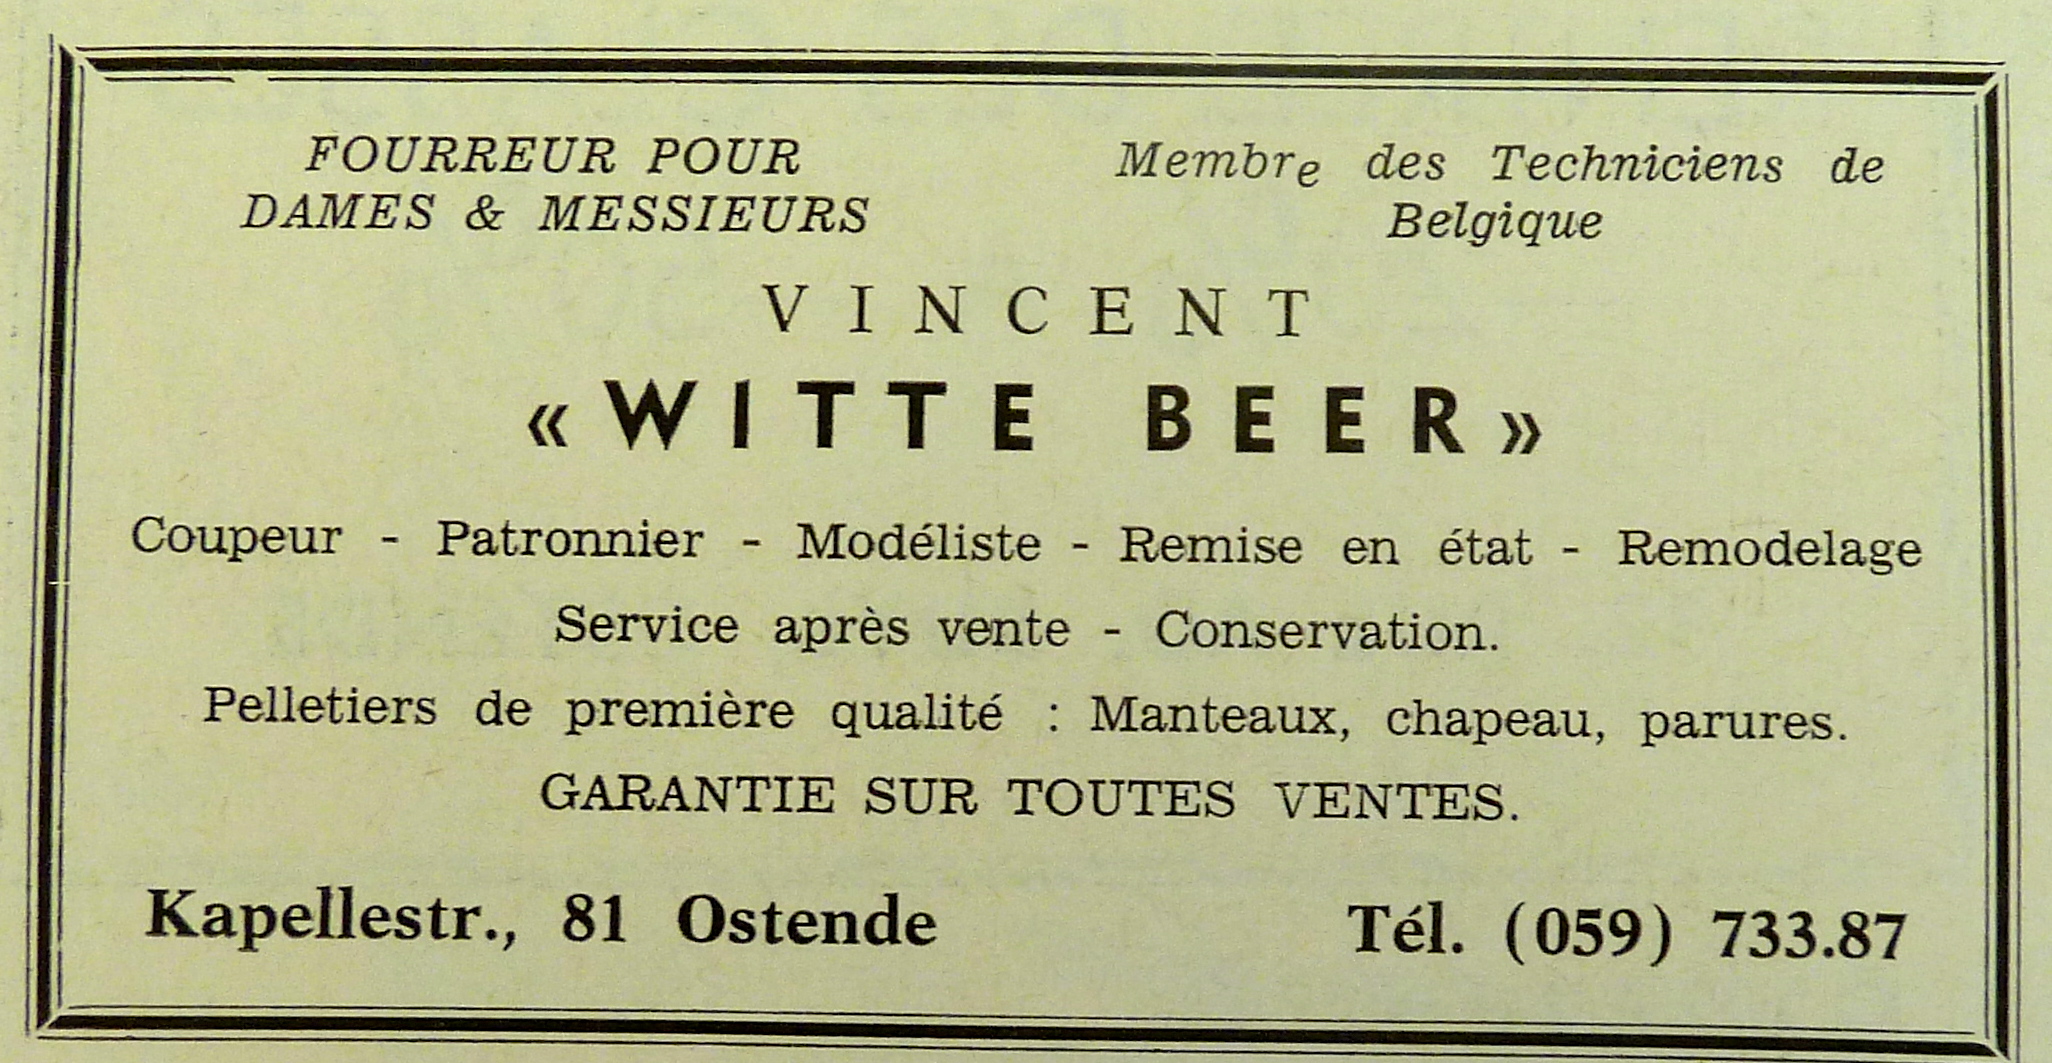 FOURREUR POUR
DAMES & MESSIEURS
Membre des Techniciens de
Belgique
VINCENT
«WITTE BEER»
Coupeur - Patronnier - Modéliste - Remise en état - Remodelage
Service après vente - Conservation.
Pelletiers de première qualité : Manteaux, chapeau, parures.
GARANTIE SUR TOUTES VENTES.
Kapellestr., 81 Ostende
Tél. (059) 733.87